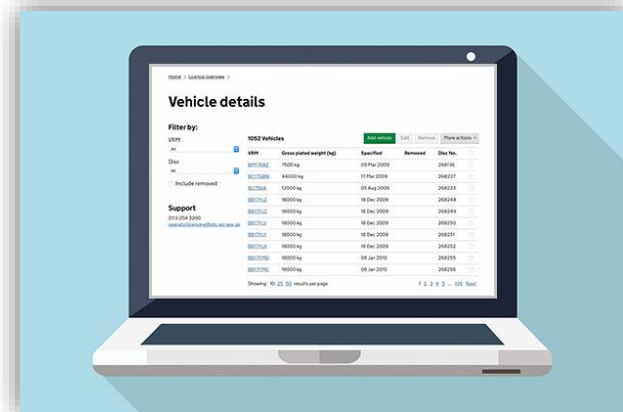 Home > Licence overview >
Vehicle details
Filter by:
VRM
All
Disc
All
Include removed
Support
0113 254 3200
1052 Vehicles
Add vehicle Edit Remove More actions
VRM Gross plated weight (kg) Specified Removed Disc No.
7500 kg 09 Mar 2009 268136
44000 kg 17 Mar 2009 268227
12000 kg 05 Aug 2009 268223
18000 kg 18 Dec 2009 268248
18000 kg 18 Dec 2009 268249
18000 kg 18 Dec 2009 268250
18000 kg 18 Dec 2009 268251
18000 kg 18 Dec 2009 268252
18000 kg 06 Jan 2010 268255
18000 kg 06 Jan 2010 268256
Showing: 10 25 50 results per page
1 2 3 4 5 ... 106 Next